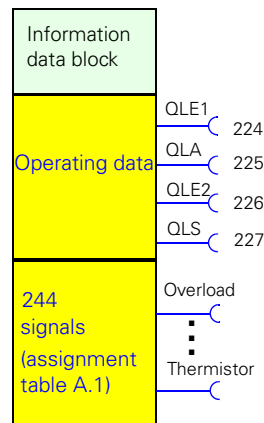 Information
data block
QLE1
224
Operating data
QLA
225
QLE2
226
QLS
227
244
signals
(assignment
table A.1)
Overload
Thermistor